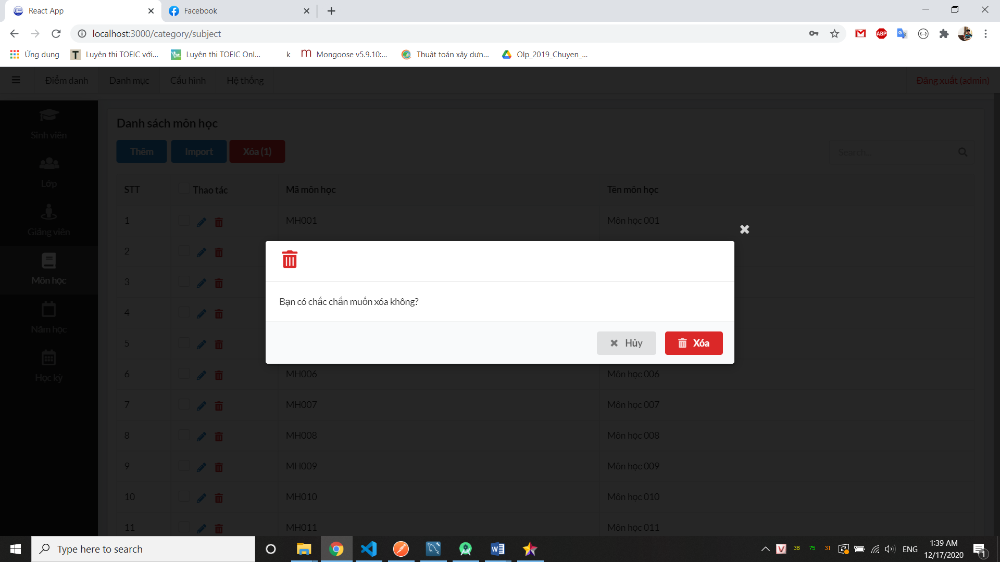 React App
Facebook
localhost:3000/category/subject
Ứng dụng
T
Luyện thi TOEIC với...
Luyện thi TOEIC Onl...
k
m
Mongoose v5.9.10:...
Thuật toán xây dựn...
Olp_2019_Chuyen_...
ABP
Điểm danh
Danh mục
Cấu hình
Hệ thống
Đăng xuất (admin)
Sinh viên
Lớp
Giảng viên
Môn học
Năm học
Học kỳ
Danh sách môn học
Thêm
Import
Xóa (1)
Search...
STT Thao tác Mã môn học Tên môn học
1 MH001 Môn học 001
2
3
4
5
6 MH006 Môn học 006
7 MH007 Môn học 007
8 MH008 Môn học 008
9 MH009 Môn học 009
10 MH010 Môn học 010
11 MH011 Môn học 011
Bạn có chắc chắn muốn xóa không?
Hủy
Xóa
Type here to search
V
38
75
31
ENG
1:39 AM
12/17/2020
1